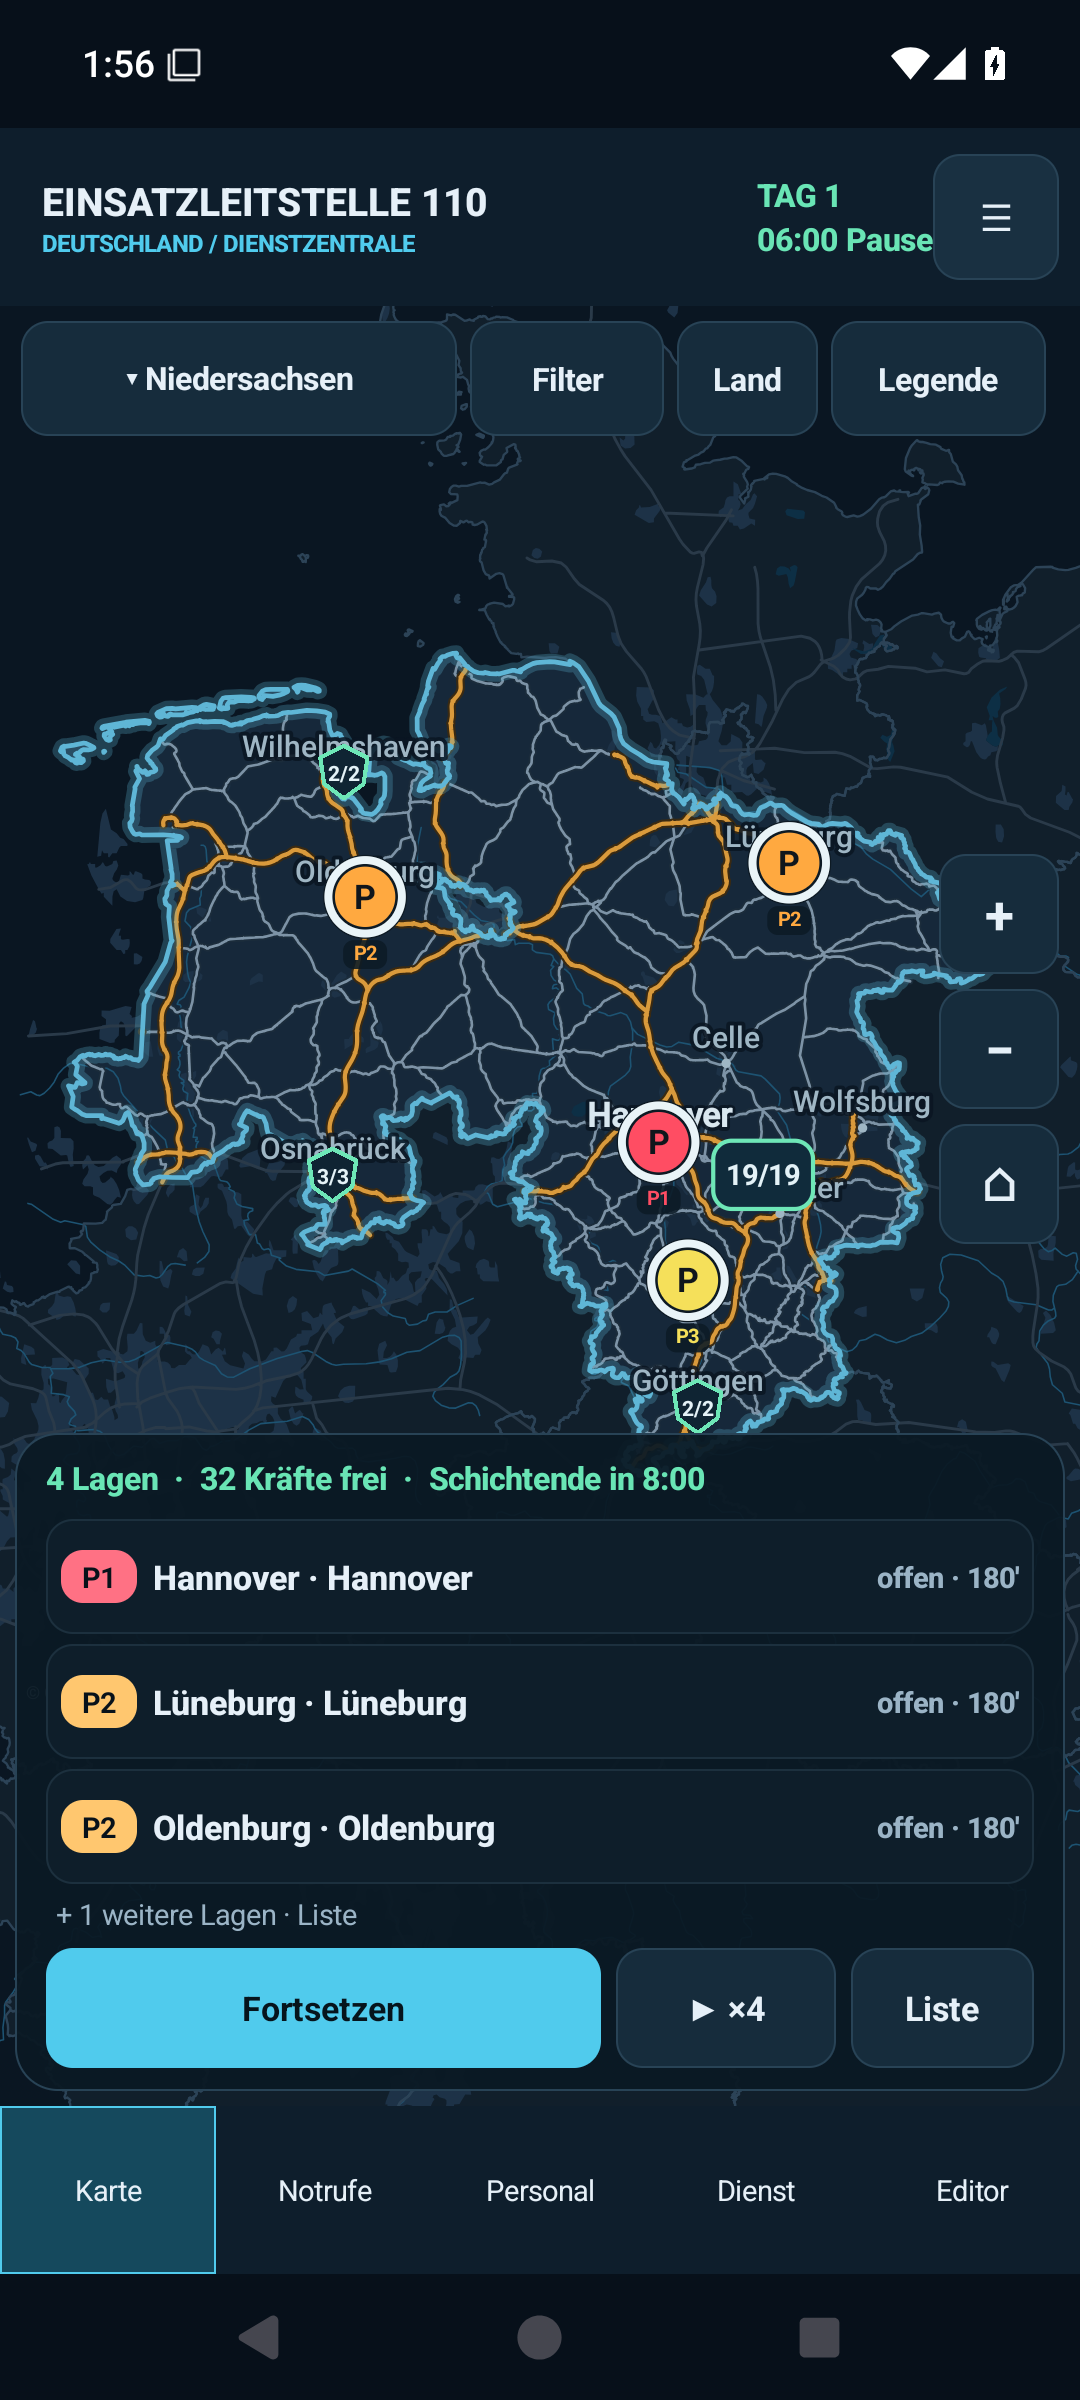 1:56
EINSATZLEITSTELLE 110
DEUTSCHLAND / DIENSTZENTRALE
TAG 1
06:00 Pause
☰
▾ Niedersachsen
Filter
Land
Legende
Wilhelmshaven
2/2
P
P2
P
P2
+
Celle
−
Wolfsburg
P
P1
19/19
Osnabrück
3/3
P
P3
Göttingen
2/2
4 Lagen · 32 Kräfte frei · Schichtende in 8:00
P1 Hannover · Hannover offen · 180'
P2 Lüneburg · Lüneburg offen · 180'
P2 Oldenburg · Oldenburg offen · 180'
+ 1 weitere Lagen · Liste
Fortsetzen
▶ ×4
Liste
Karte
Notrufe
Personal
Dienst
Editor